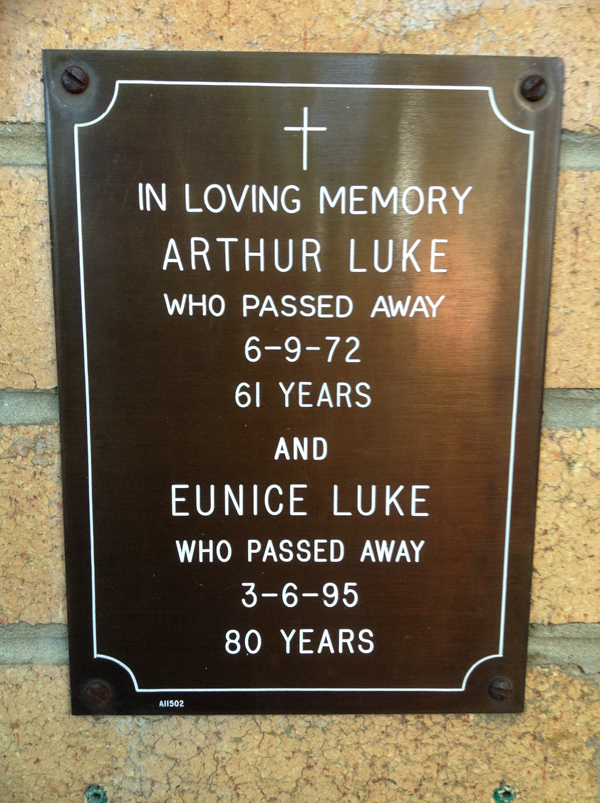 IN LOVING MEMORY
ARTHUR LUKE
WHO PASSED AWAY
6-9-72
61 YEARS
AND
EUNICE LUKE
WHO PASSED AWAY
3-6-95
80 YEARS
A11502